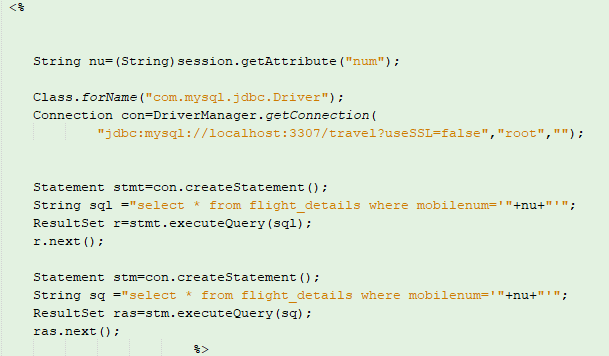 <%
String nu=(String)session.getAttribute("num");
Class.forName("com.mysql.jdbc.Driver");
Connection con=DriverManager.getConnection(
"jdbc:mysql://localhost:3307/travel?useSSL=false","root","");
Statement stmt=con.createStatement();
String sql ="select * from flight_details where mobilenum='"+nu+"'";
ResultSet r=stmt.executeQuery(sql);
r.next();
Statement stm=con.createStatement();
String sq ="select * from flight_details where mobilenum='"+nu+"'";
ResultSet ras=stm.executeQuery(sq);
ras.next();
%>